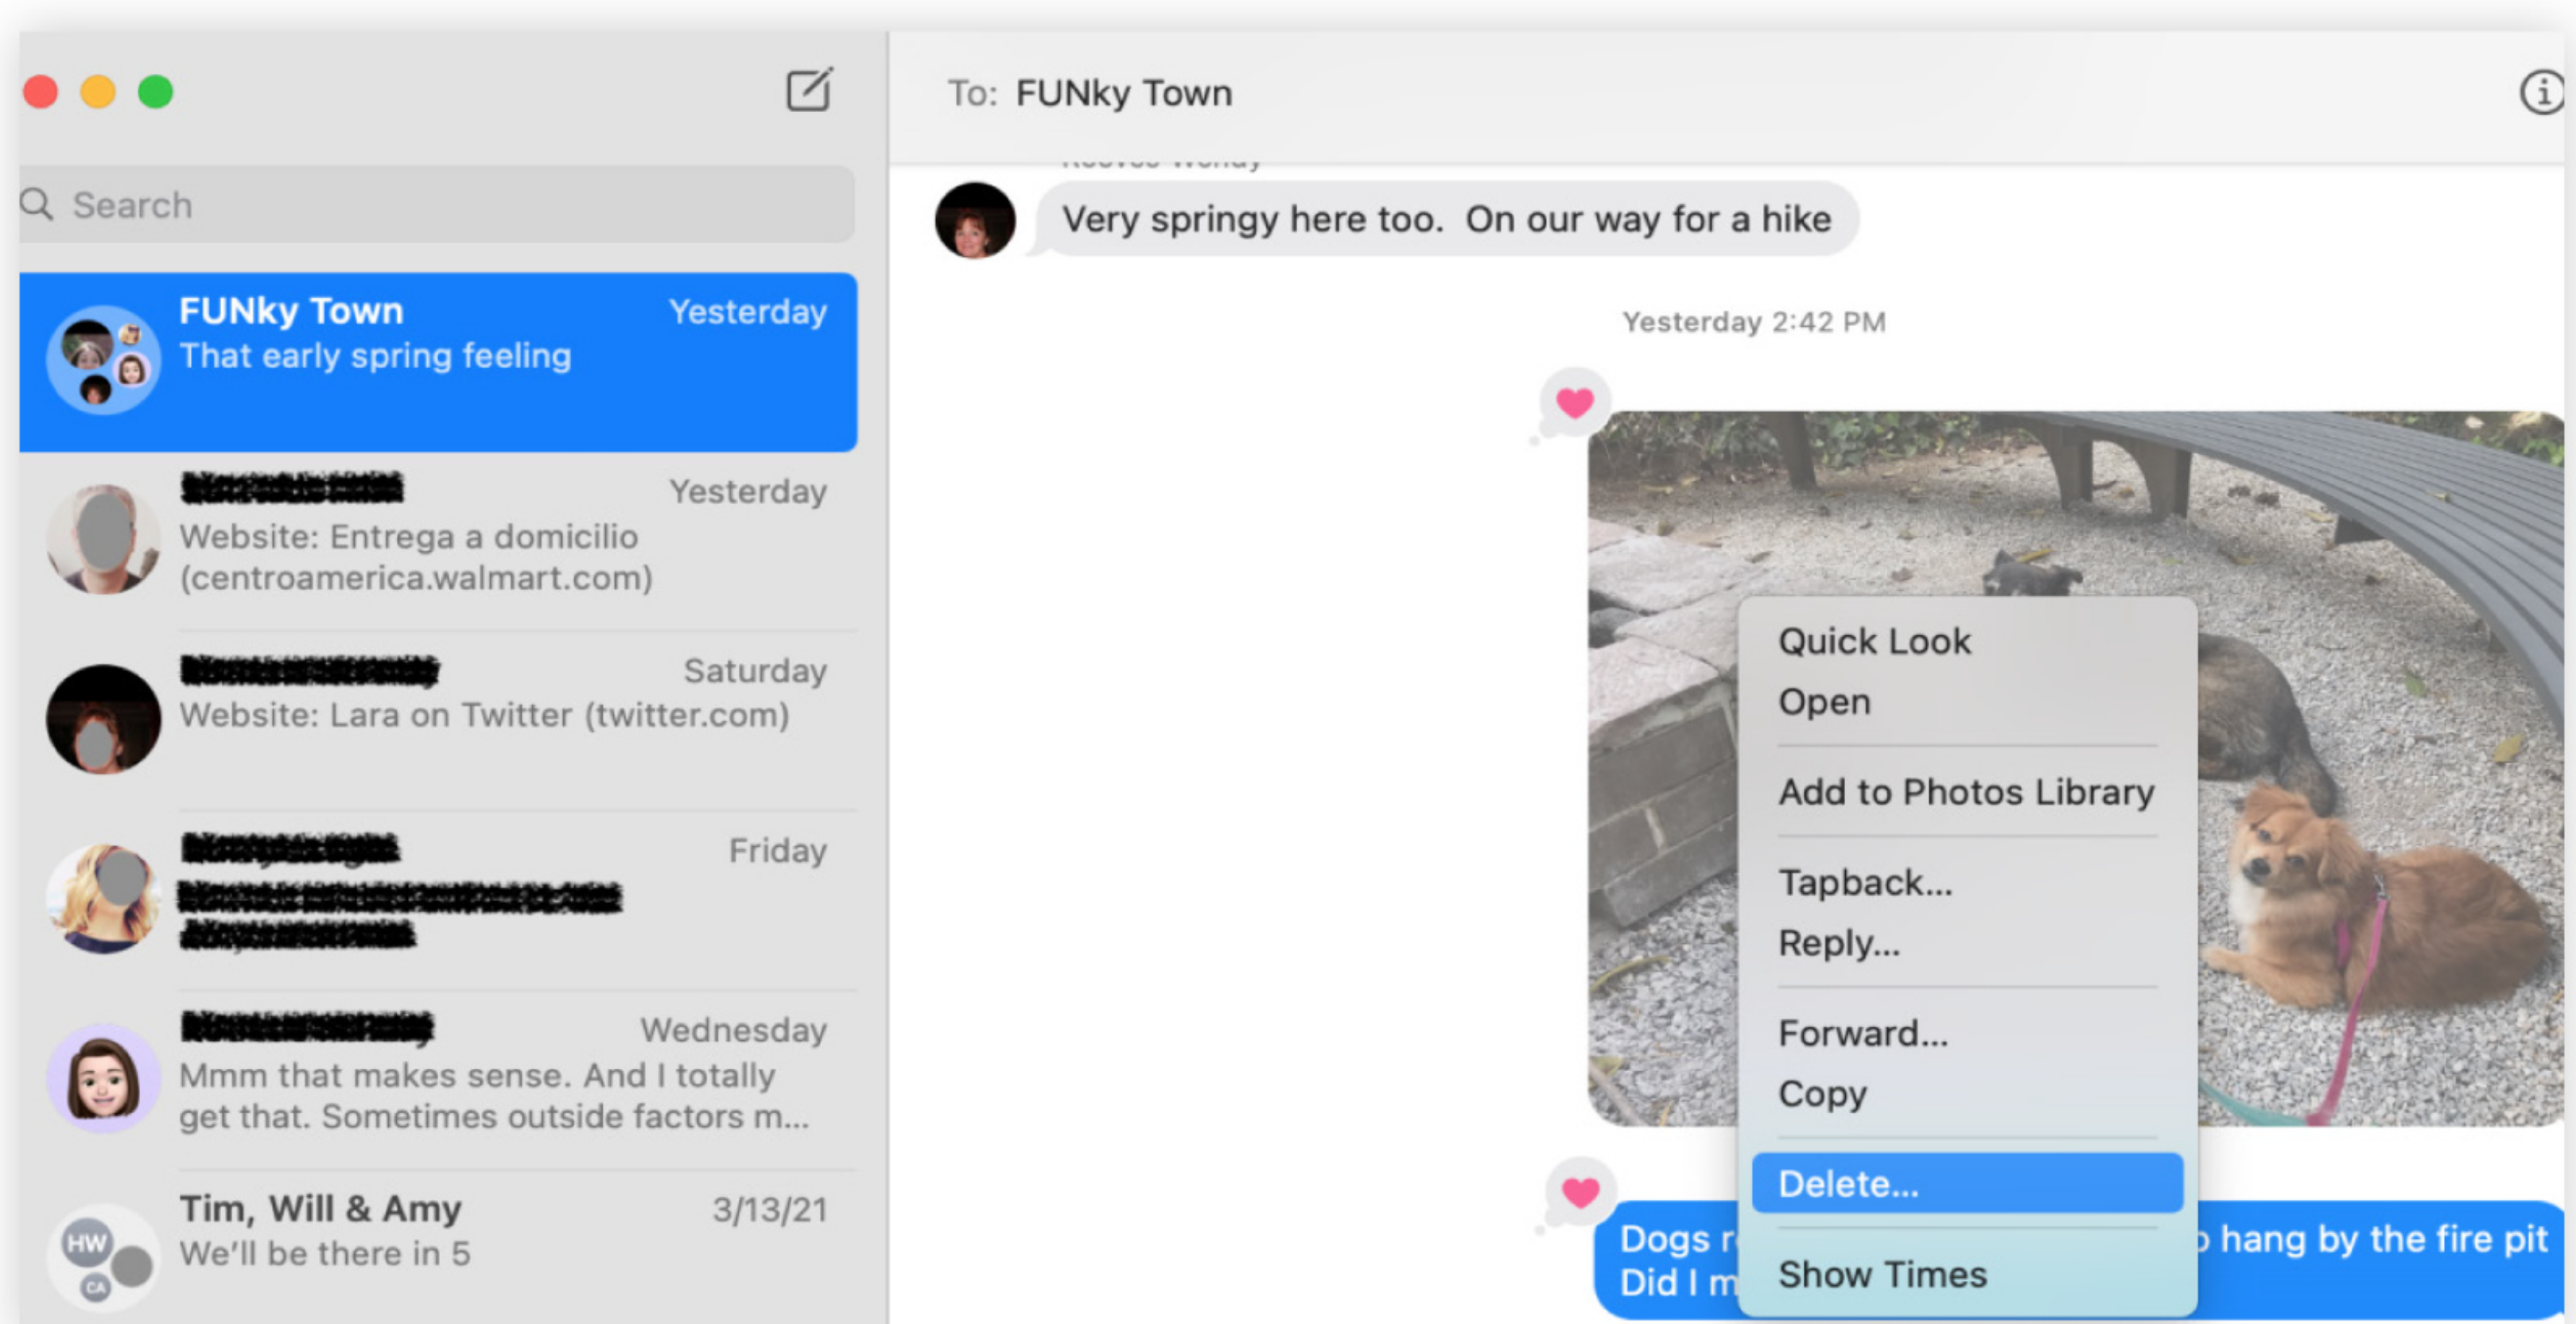 To: FUNky Town
Search
FUNky Town
Yesterday
That early spring feeling
Yesterday
Website: Entrega a domicilio
(centroamerica.walmart.com)
Saturday
Website: Lara on Twitter (twitter.com)
Friday
Wednesday
Mmm that makes sense. And I totally
get that. Sometimes outside factors m...
Tim, Will & Amy
3/13/21
We'll be there in 5
HW
CA
Very springy here too.  On our way for a hike
Yesterday 2:42 PM
Quick Look
Open
Add to Photos Library
Tapback...
Reply...
Forward...
Copy
Delete...
Show Times
Dogs
hang by the fire pit
Did I